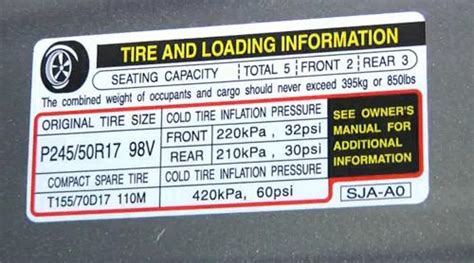 TIRE AND LOADING INFORMATION
SEATING CAPACITY TOTAL 5 FRONT 2 REAR 3
The combined weight of occupants and cargo should never exceed 395kg or 850lbs
ORIGINAL TIRE SIZE COLD TIRE INFLATION PRESSURE
P245/50R17 98V
FRONT 220kPa, 32psi
REAR 210kPa, 30psi
COMPACT SPARE TIRE COLD TIRE INFLATION PRESSURE
T155/70D17 110M 420kPa, 60psi
SEE OWNER'S
MANUAL FOR
ADDITIONAL
INFORMATION
SJA-A0